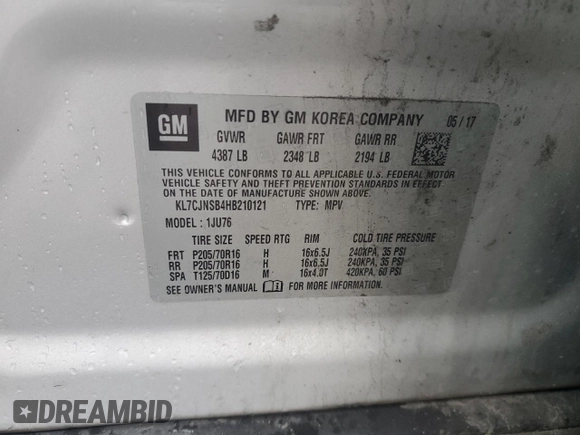 GM
MFD BY GM KOREA COMPANY 05/17
GVWR GAWR FRT GAWR RR
4387 LB 2348 LB 2194 LB
THIS VEHICLE CONFORMS TO ALL APPLICABLE U.S. FEDERAL MOTOR
VEHICLE SAFETY AND THEFT PREVENTION STANDARDS IN EFFECT
ON THE DATE OF MANUFACTURE SHOWN ABOVE.
KL7CJNSB4HB210121 TYPE: MPV
MODEL: 1JU76
TIRE SIZE SPEED RTG RIM COLD TIRE PRESSURE
FRT P205/70R16 H 16x6.5J 240KPA, 35 PSI
RR P205/70R16 H 16x6.5J 240KPA, 35 PSI
SPA T125/70D16 M 16x4.0T 420KPA, 60 PSI
SEE OWNER'S MANUAL FOR MORE INFORMATION.
DREAMBID